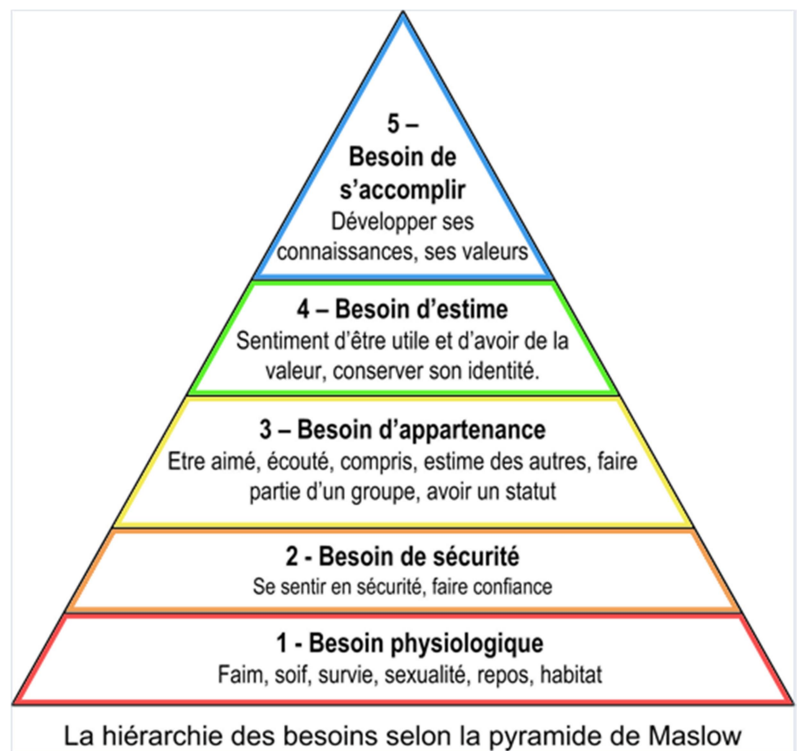 5 –
Besoin de
s’accomplir
Développer ses
connaissances, ses valeurs
4 – Besoin d’estime
Sentiment d’être utile et d’avoir de la
valeur, conserver son identité.
3 – Besoin d’appartenance
Etre aimé, écouté, compris, estime des autres, faire
partie d’un groupe, avoir un statut
2 - Besoin de sécurité
Se sentir en sécurité, faire confiance
1 - Besoin physiologique
Faim, soif, survie, sexualité, repos, habitat
La hiérarchie des besoins selon la pyramide de Maslow